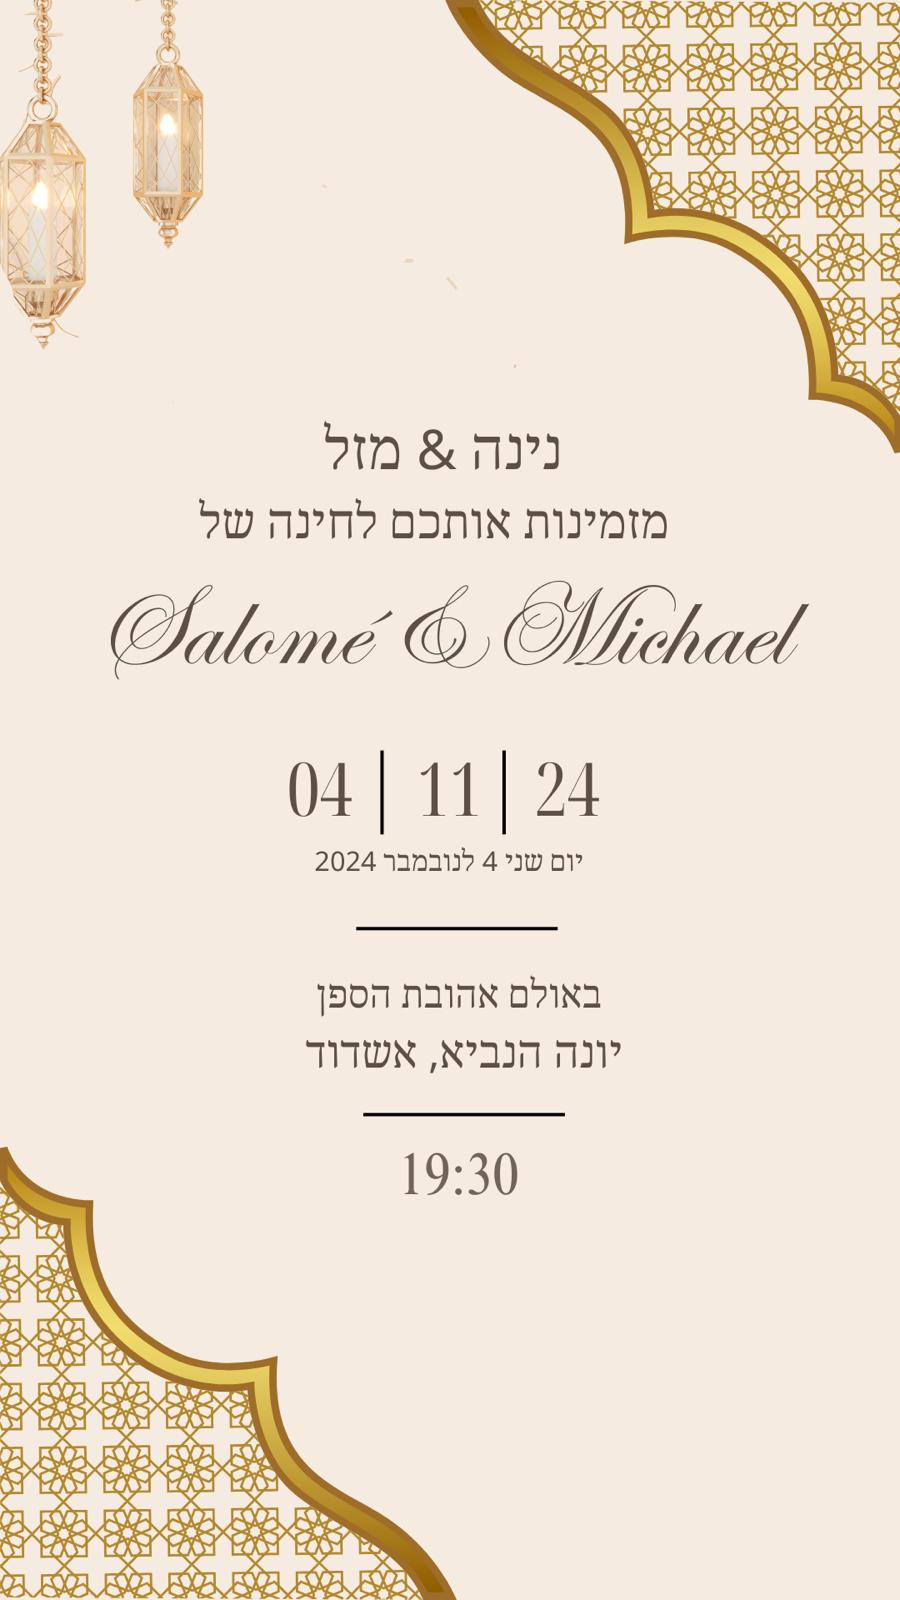 נינה & מזל
מזמינות אותכם לחינה של
Salomé & Michael
04 | 11 | 24
יום שני 4 לנובמבר 2024
באולם אהובת הספן
יונה הנביא, אשדוד
19:30